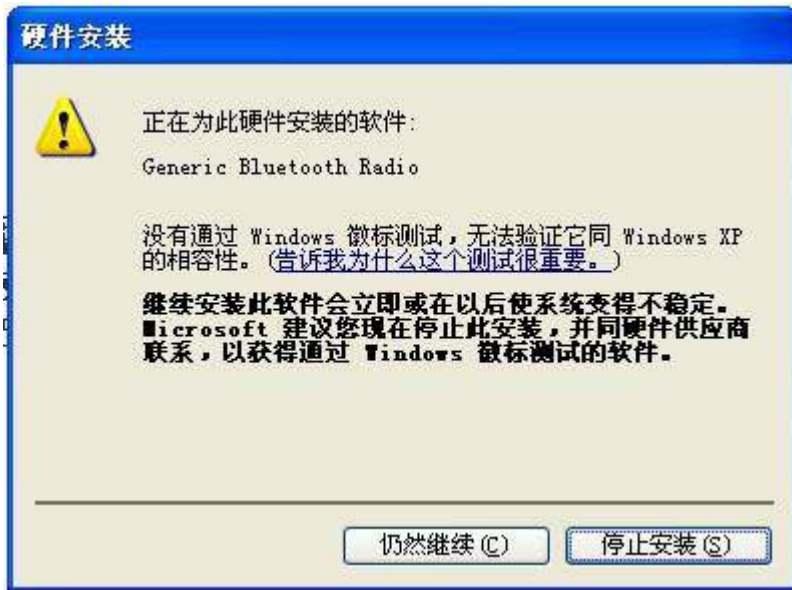 硬件安装
正在为此硬件安装的软件:
Generic Bluetooth Radio
没有通过 Windows 徽标测试，无法验证它同 Windows XP
的相容性。(告诉我为什么这个测试很重要。)
继续安装此软件会立即或在以后使系统变得不稳定。
Microsoft 建议您现在停止此安装，并同硬件供应商
联系，以获得通过 Windows 徽标测试的软件。
仍然继续(C)
停止安装(S)